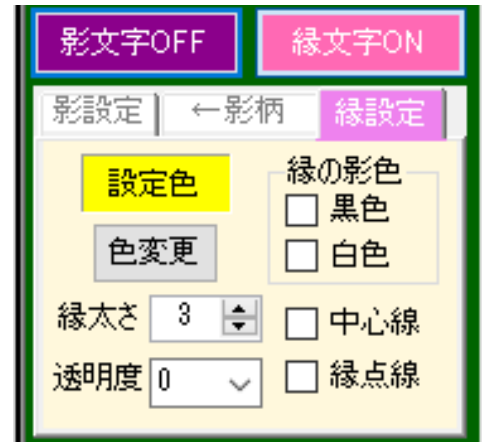 影文字OFF 縁文字ON
影設定 ←影柄 縁設定
設定色
縁の影色
黒色
白色
色変更
縁太さ 3
中心線
透明度 0
縁点線